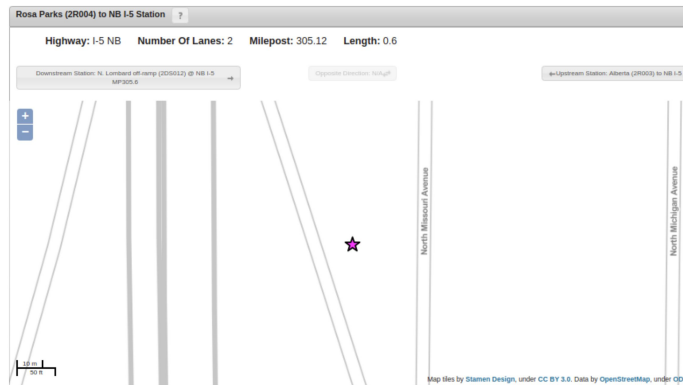 Rosa Parks (2R004) to NB I-5 Station ?
Highway: I-5 NB Number Of Lanes: 2 Milepost: 305.12 Length: 0.6
Downstream Station: N. Lombard off-ramp (2DS012) @ NB I-5
MP305.6
Opposite Direction: N/A
Upstream Station: Alberta (2R003) to NB I-5
+
−
North Missouri Avenue
North Michigan Avenue
10 m
50 ft
Map tiles by Stamen Design, under CC BY 3.0. Data by OpenStreetMap, under OD